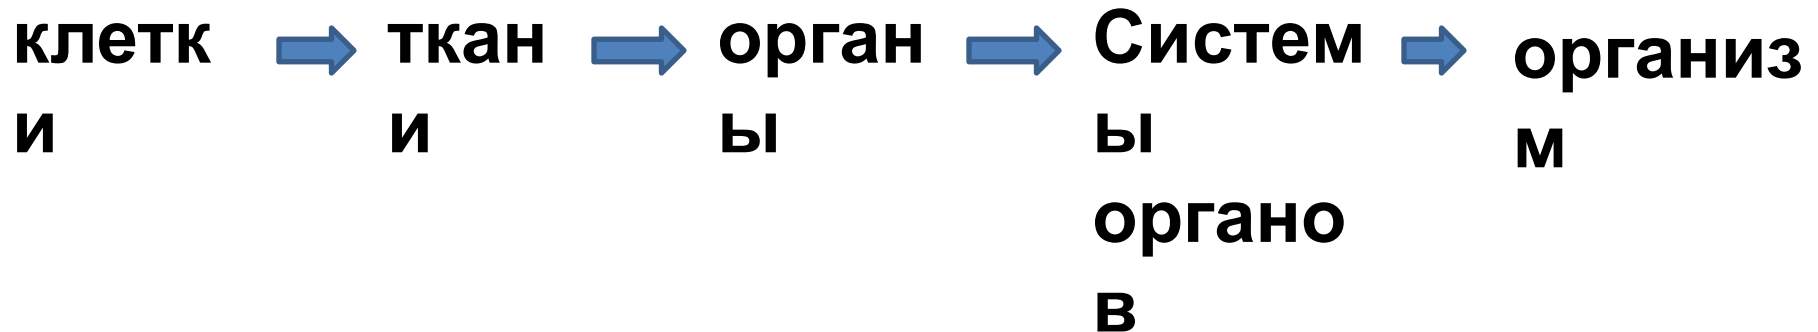 клетк
и
ткан
и
орган
ы
Систем
ы
органо
в
организ
м